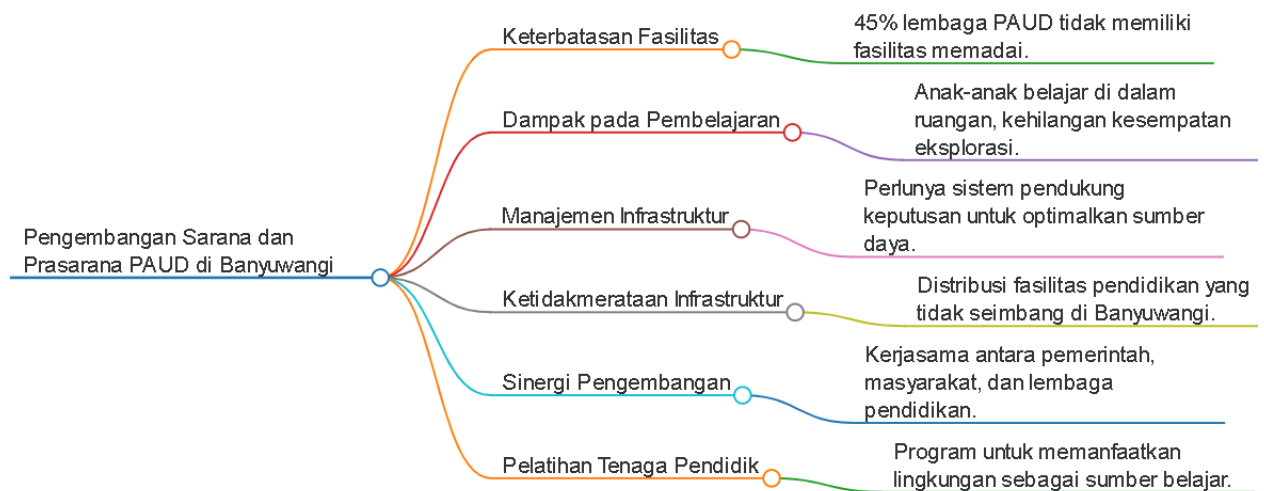 Pengembangan Sarana dan
Prasarana PAUD di Banyuwangi
Keterbatasan Fasilitas
45% lembaga PAUD tidak memiliki
fasilitas memadai.
Dampak pada Pembelajaran
Anak-anak belajar di dalam
ruangan, kehilangan kesempatan
eksplorasi.
Manajemen Infrastruktur
Perlunya sistem pendukung
keputusan untuk optimalkan sumber
daya.
Ketidakmerataan Infrastruktur
Distribusi fasilitas pendidikan yang
tidak seimbang di Banyuwangi.
Sinergi Pengembangan
Kerjasama antara pemerintah,
masyarakat, dan lembaga
pendidikan.
Pelatihan Tenaga Pendidik
Program untuk memanfaatkan
lingkungan sebagai sumber belajar.